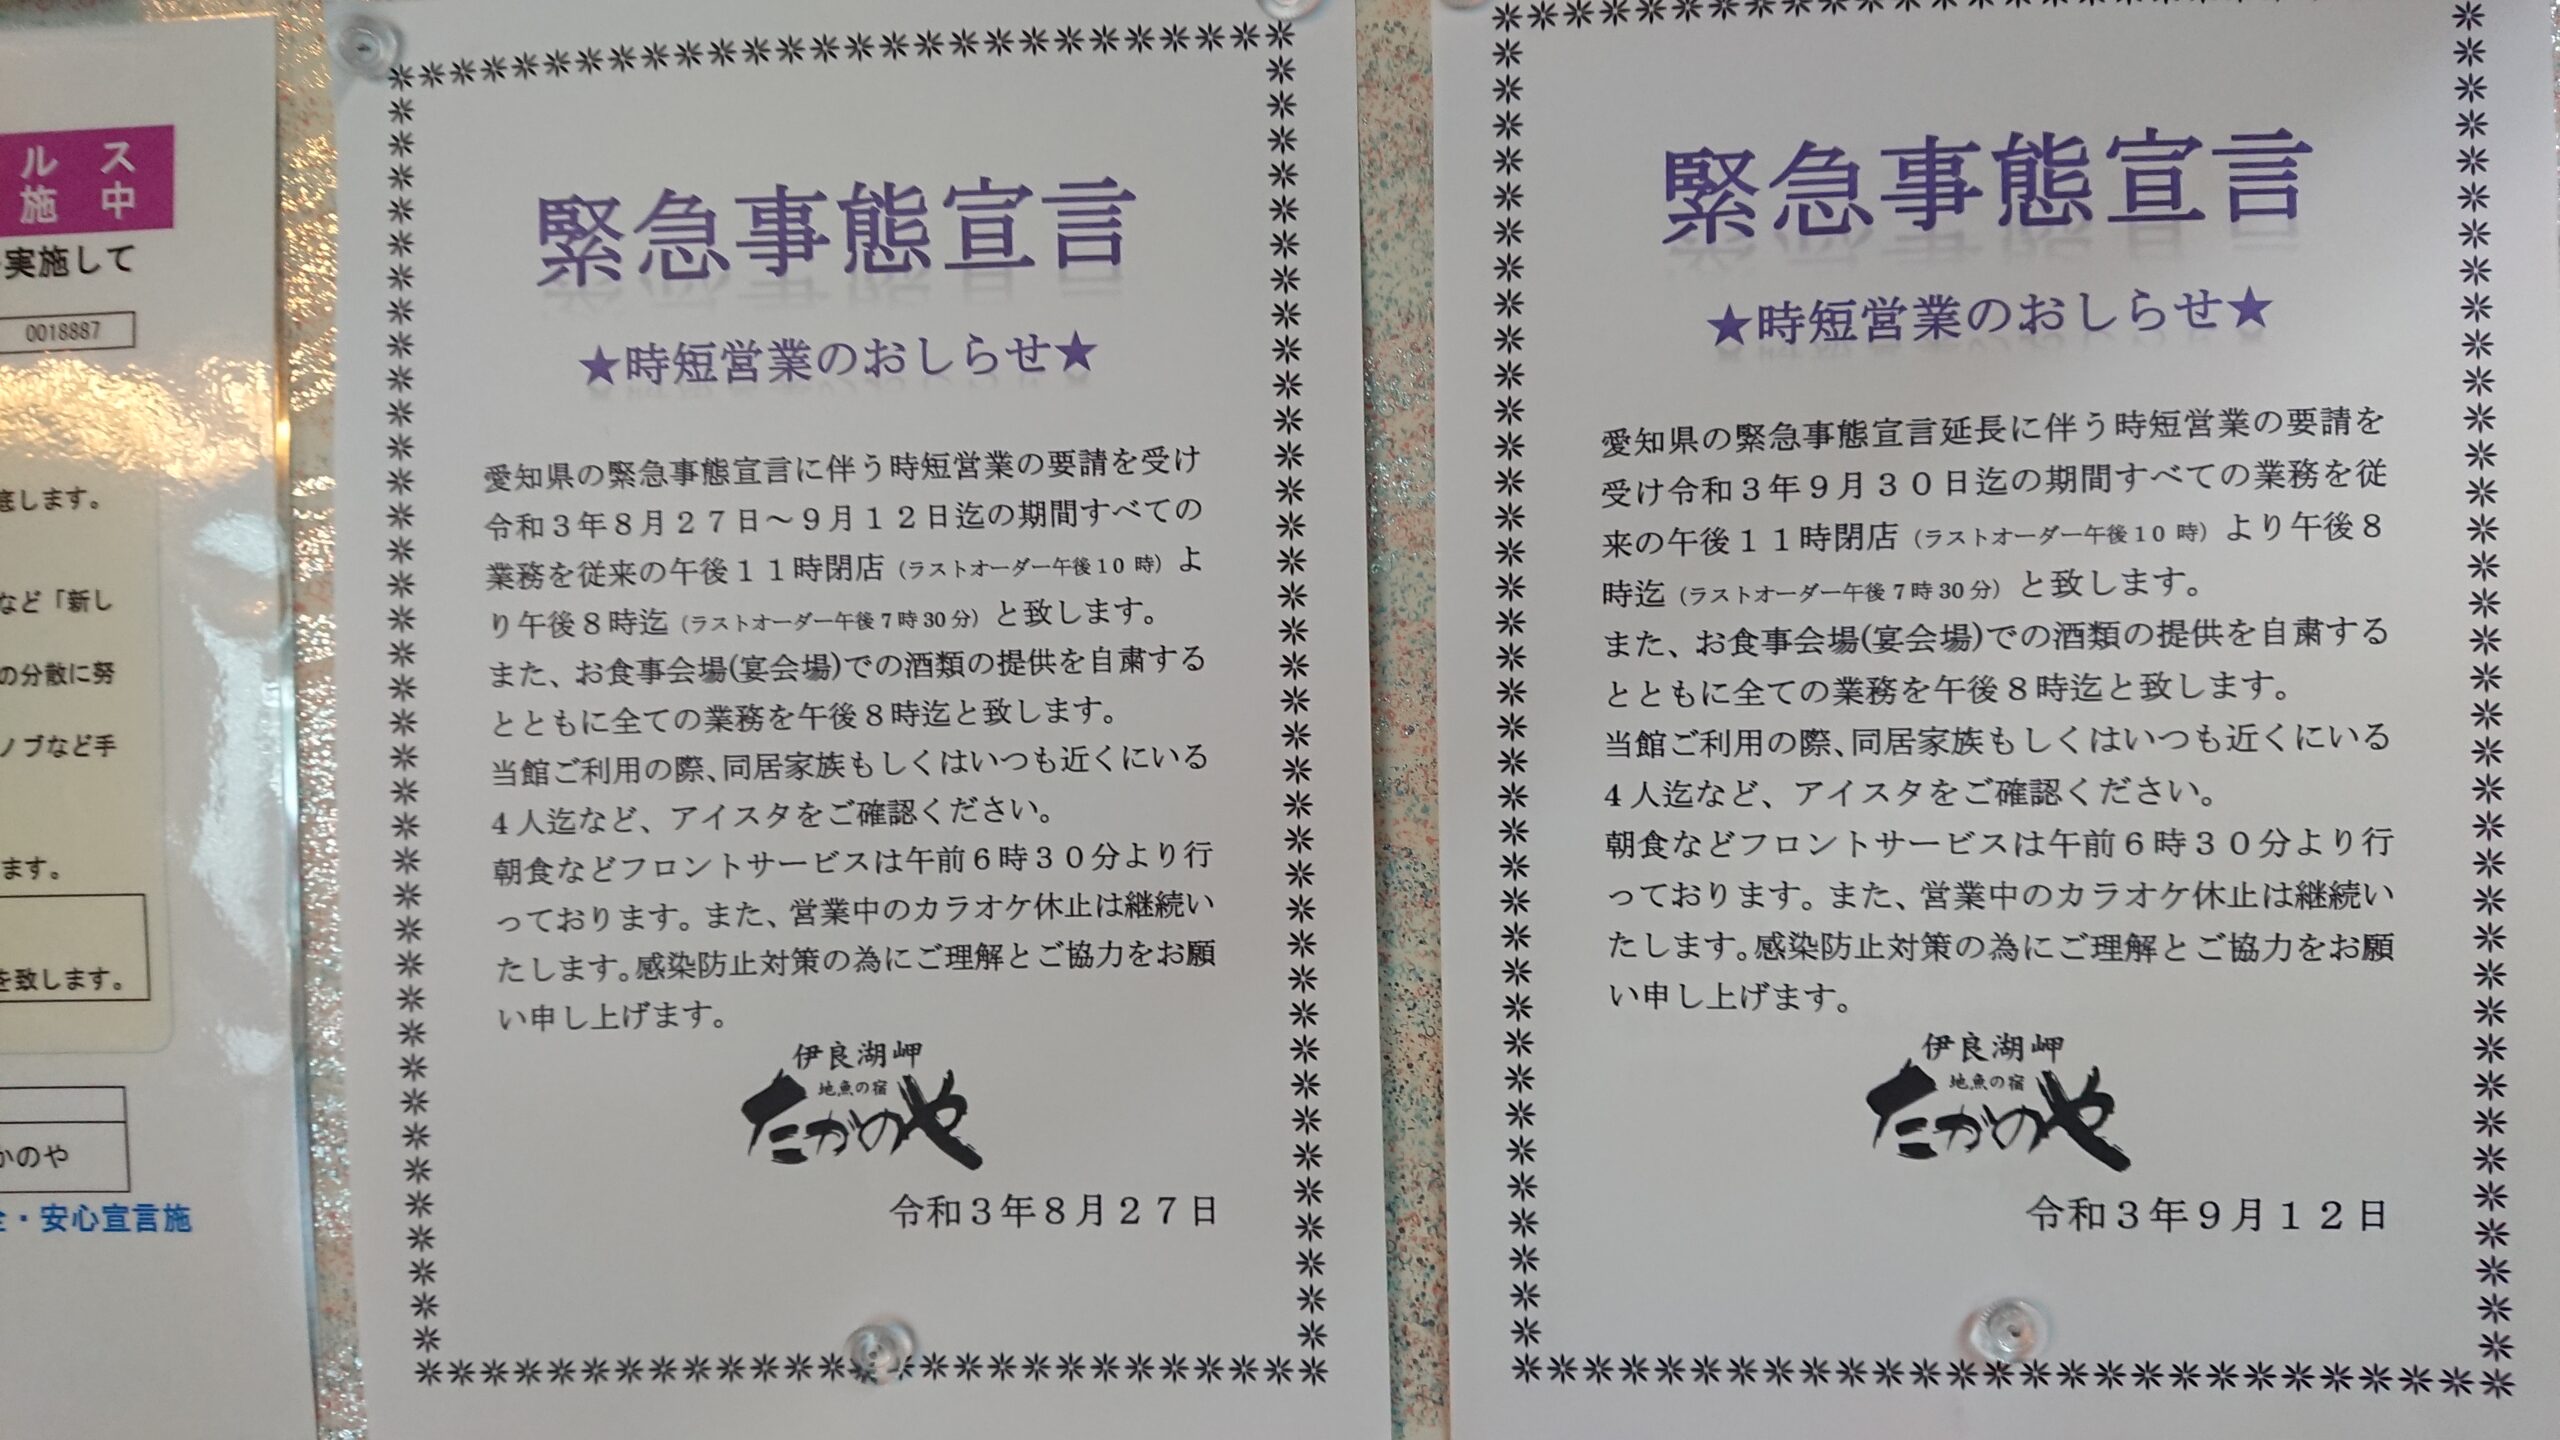 ルス
施中
実施して
0018887
底します。
など「新し
の分散に努
ノブなど手
ます。
を致します。
かのや
全・安心宣言施
緊急事態宣言
★時短営業のおしらせ★
愛知県の緊急事態宣言に伴う時短営業の要請を受け
令和３年８月２７日～９月１２日迄の期間すべての
業務を従来の午後１１時閉店（ラストオーダー午後１０時）よ
り午後８時迄（ラストオーダー午後７時30分）と致します。
また、お食事会場(宴会場)での酒類の提供を自粛する
とともに全ての業務を午後８時迄と致します。
当館ご利用の際、同居家族もしくはいつも近くにいる
４人迄など、アイスタをご確認ください。
朝食などフロントサービスは午前６時３０分より行
っております。また、営業中のカラオケ休止は継続い
たします。感染防止対策の為にご理解とご協力をお願
い申し上げます。
伊良湖岬
地魚の宿
たかのや
令和３年８月２７日
緊急事態宣言
★時短営業のおしらせ★
愛知県の緊急事態宣言延長に伴う時短営業の要請を
受け令和３年９月３０日迄の期間すべての業務を従
来の午後１１時閉店（ラストオーダー午後１０時）より午後８
時迄（ラストオーダー午後７時30分）と致します。
また、お食事会場(宴会場)での酒類の提供を自粛する
とともに全ての業務を午後８時迄と致します。
当館ご利用の際、同居家族もしくはいつも近くにいる
４人迄など、アイスタをご確認ください。
朝食などフロントサービスは午前６時３０分より行
っております。また、営業中のカラオケ休止は継続い
たします。感染防止対策の為にご理解とご協力をお願
い申し上げます。
伊良湖岬
地魚の宿
たかのや
令和３年９月１２日